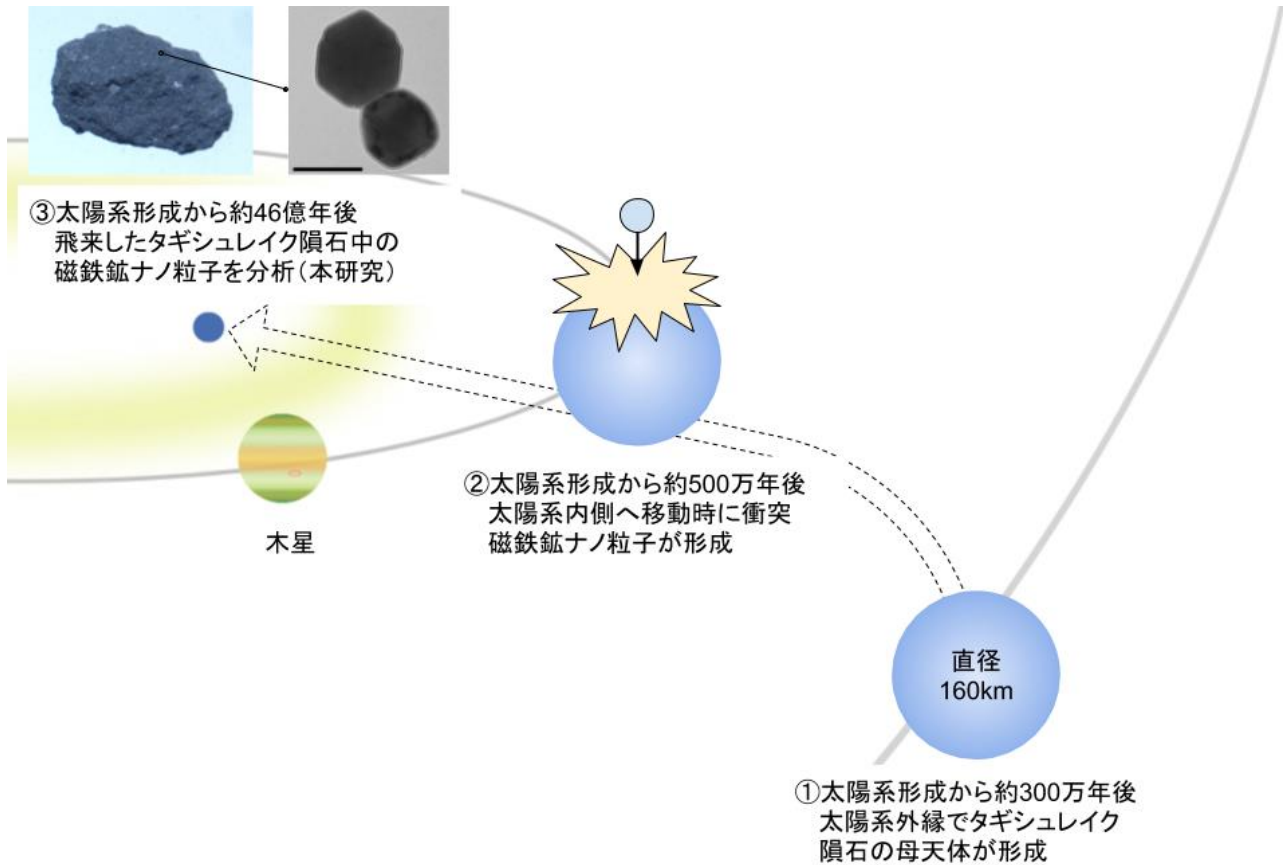 ③太陽系形成から約46億年後
飛来したタギシュレイク隕石中の
磁鉄鉱ナノ粒子を分析（本研究）
木星
②太陽系形成から約500万年後
太陽系内側へ移動時に衝突
磁鉄鉱ナノ粒子が形成
直径
160km
①太陽系形成から約300万年後
太陽系外縁でタギシュレイク
隕石の母天体が形成